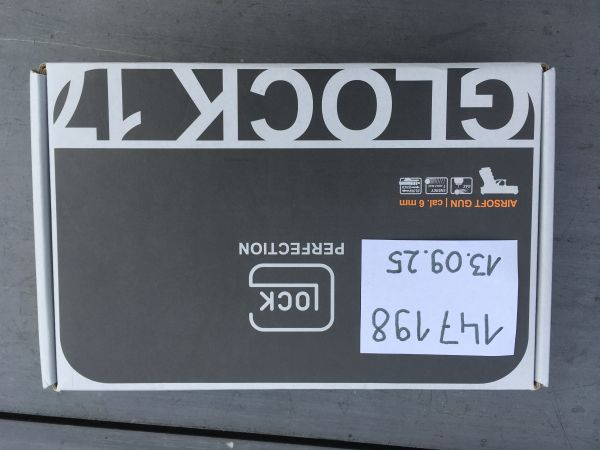 147198
13.09.25
GLOCK
PERFECTION
AIRSOFT GUN | cal. 6 mm
GLOCK 17